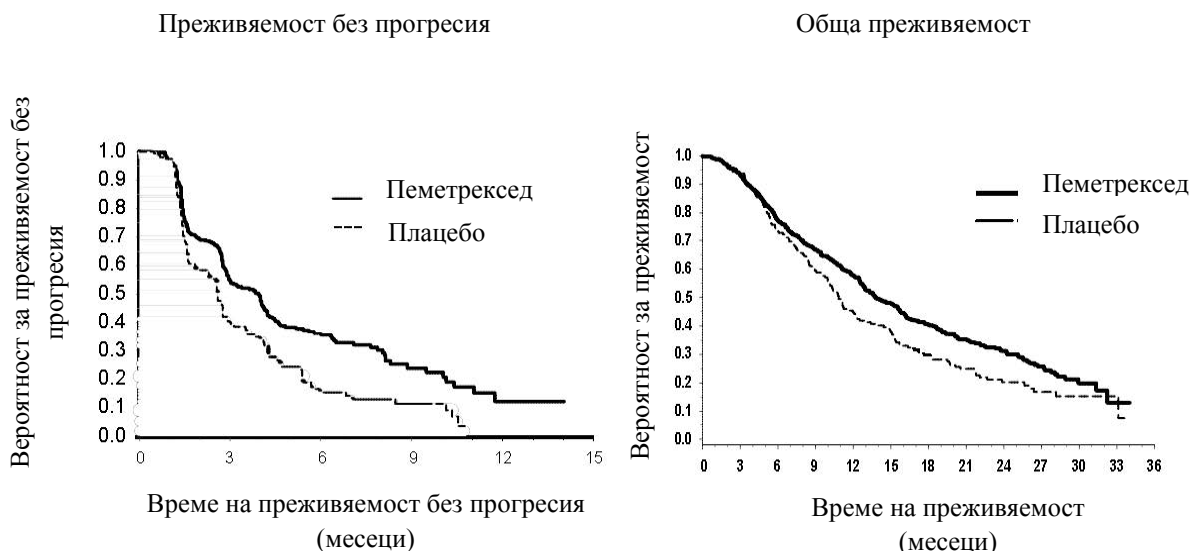 Преживяемост без прогресия
Вероятност за преживяемост без
прогресия
1.0
0.9
0.8
0.7
0.6
0.5
0.4
0.3
0.2
0.1
0.0
Пеметрексед
Плацебо
0 3 6 9 12 15
Време на преживяемост без прогресия
(месеци)
Обща преживяемост
Вероятност за преживяемост
1.0
0.9
0.8
0.7
0.6
0.5
0.4
0.3
0.2
0.1
0.0
Пеметрексед
Плацебо
0 3 6 9 12 15 18 21 24 27 30 33 36
Време на преживяемост
(месеци)